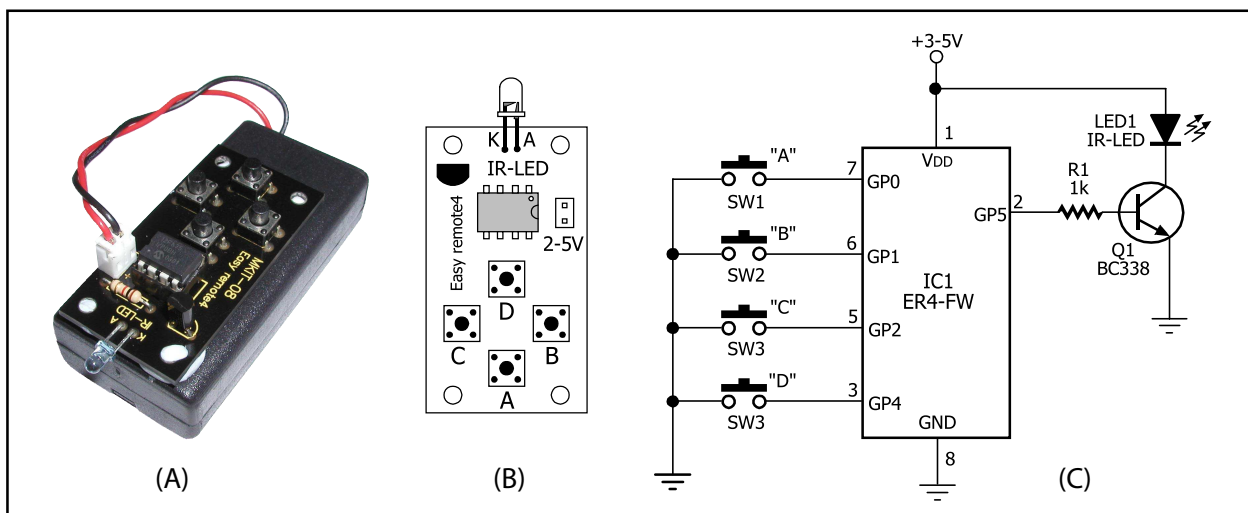 MKIT-08
Easy remote4
IR-LED
K A
(A)
K A
IR-LED
Easy remote4
2-5V
D
C
B
A
(B)
+3-5V
1
VDD
LED1
IR-LED
"A"
7
GP0
SW1
R1
1k
2
GP5
"B"
6
GP1
SW2
Q1
BC338
IC1
ER4-FW
"C"
5
GP2
SW3
"D"
3
GP4
SW3
GND
8
(C)